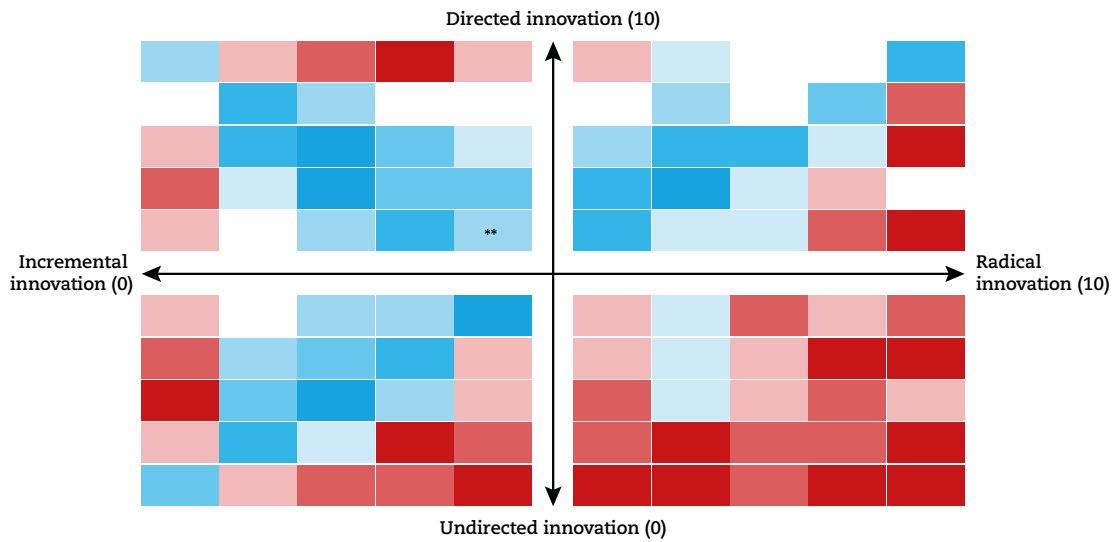 Directed innovation (10)
**
Incremental
innovation (0)
Radical
innovation (10)
Undirected innovation (0)